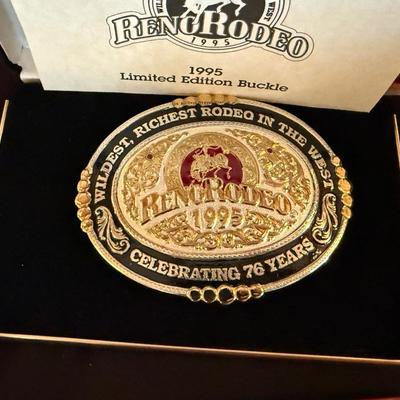 WEST
RENO RODEO
1995
1995
Limited Edition Buckle
WILDEST, RICHEST RODEO IN THE WEST
RENO RODEO
1995
CELEBRATING 76 YEARS